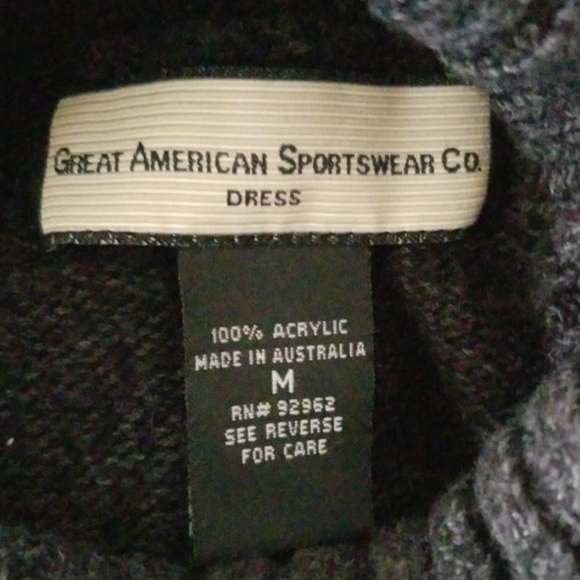 GREAT AMERICAN SPORTSWEAR CO.
DRESS
100% ACRYLIC
MADE IN AUSTRALIA
M
RN# 92962
SEE REVERSE
FOR CARE